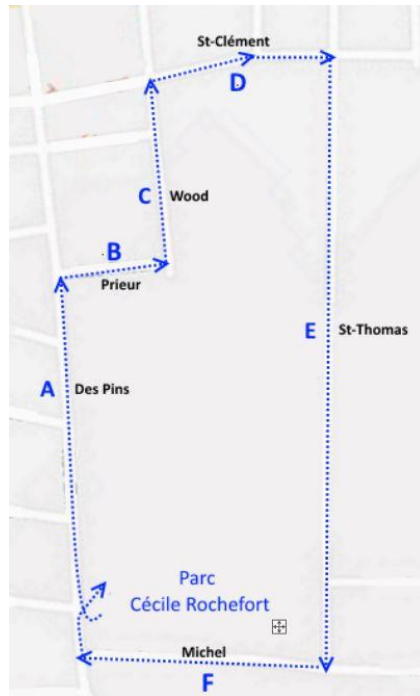 St-Clément
D
C
Wood
B
Prieur
E
St-Thomas
A
Des Pins
Parc
Cécile Rochefort
Michel
F